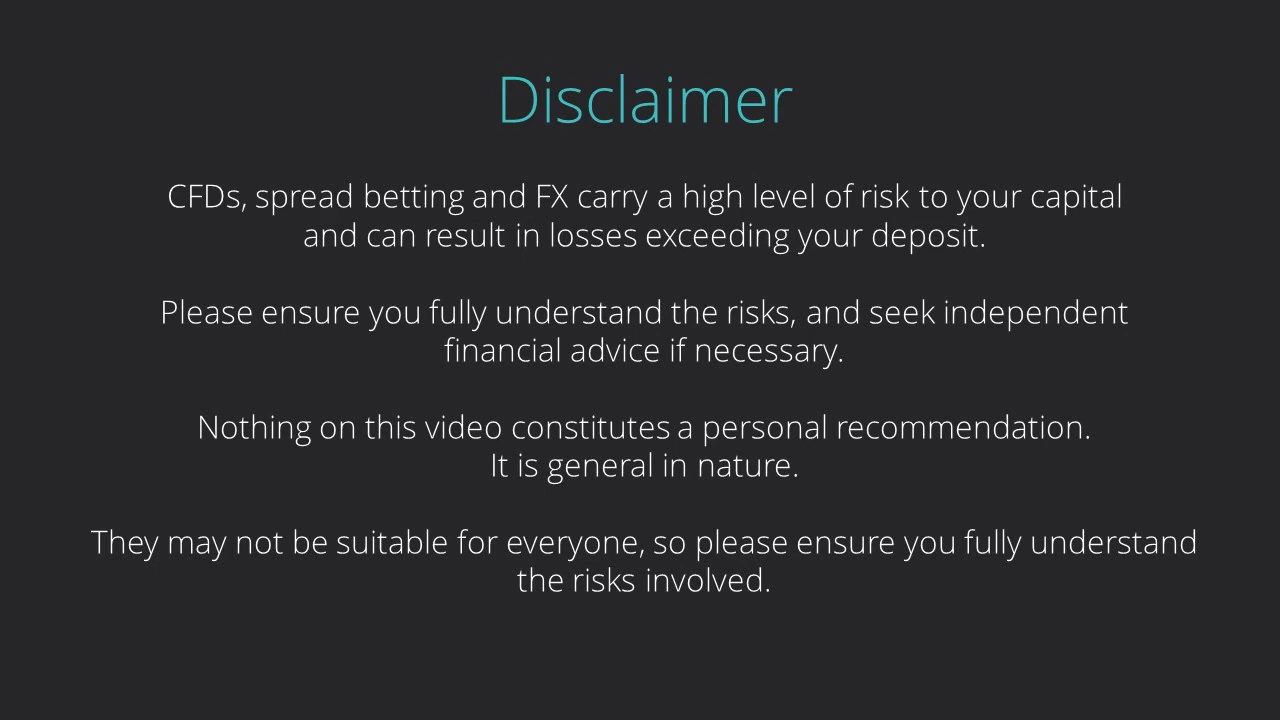 Disclaimer
CFDs, spread betting and FX carry a high level of risk to your capital
and can result in losses exceeding your deposit.
Please ensure you fully understand the risks, and seek independent
financial advice if necessary.
Nothing on this video constitutes a personal recommendation.
It is general in nature.
They may not be suitable for everyone, so please ensure you fully understand
the risks involved.